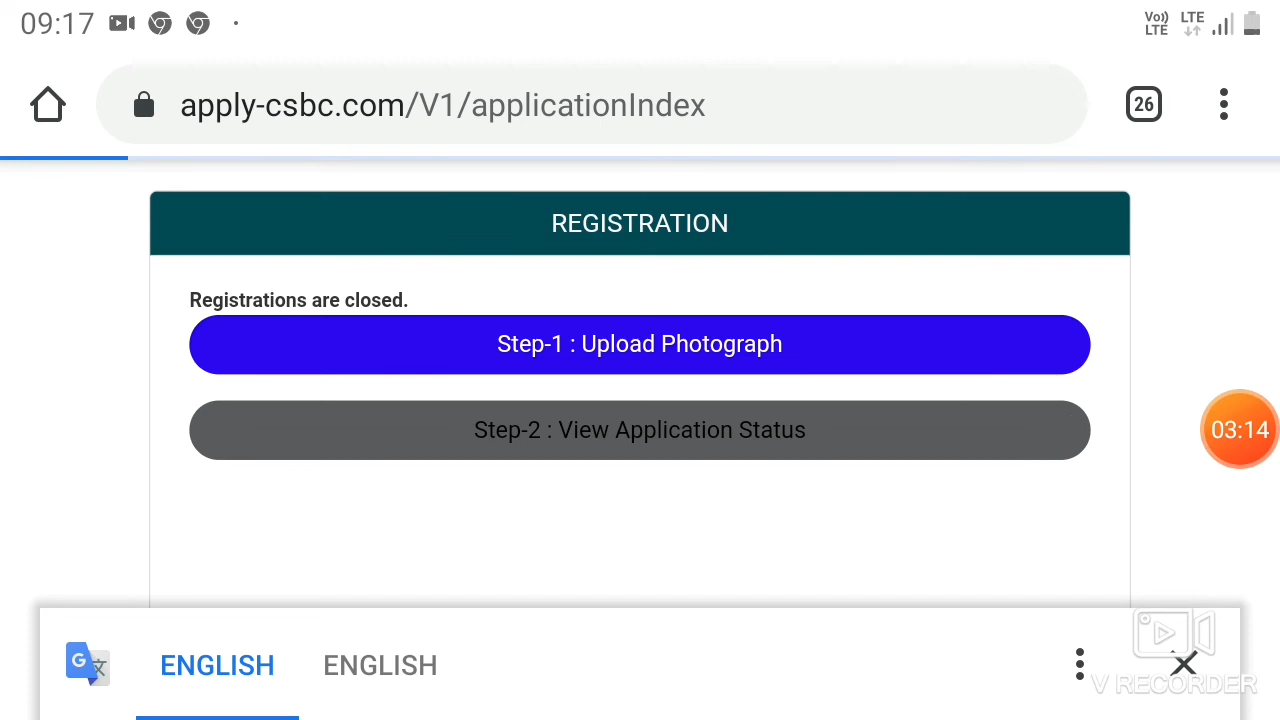 09:17
Vo)) LTE LTE
apply-csbc.com/V1/applicationIndex
26
REGISTRATION
Registrations are closed.
Step-1 : Upload Photograph
Step-2 : View Application Status
03:14
G 文
ENGLISH ENGLISH
V RECORDER